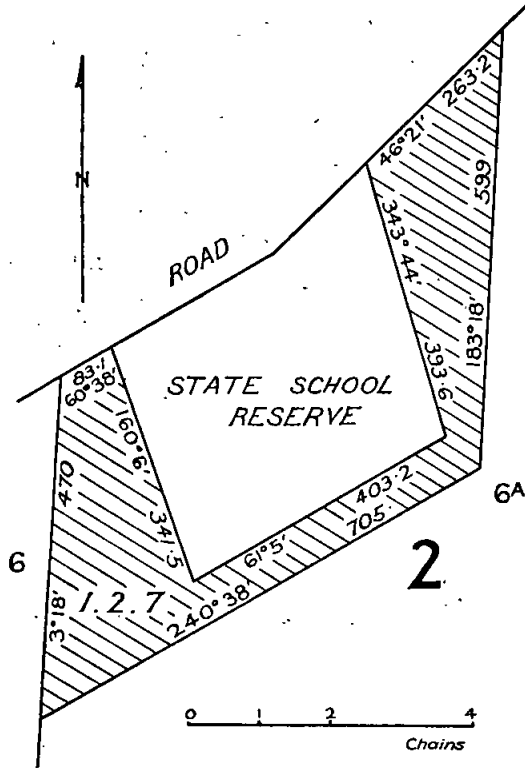 N
ROAD
46°21'
263·2
599
183°18'
343°44'
393·6
83·1
60°38'
160°6'
341·5
STATE SCHOOL
RESERVE
470
3°18'
6
1. 2. 7
61°5'
403·2
240°38'
705·
6A
2
0 1 2 4
Chains